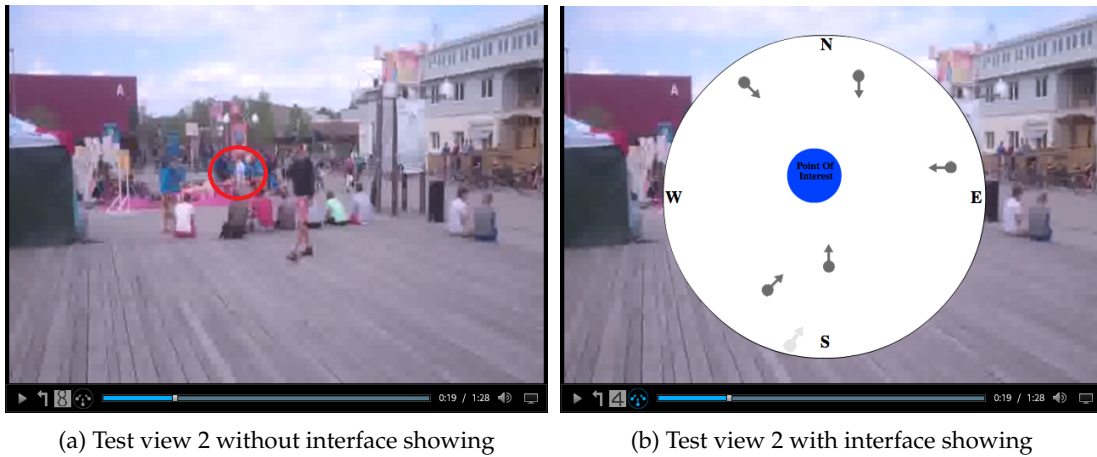 A
8
0:19 / 1:28
(a) Test view 2 without interface showing
A
N
Point Of
Interest
W
E
S
4
0:19 / 1:28
(b) Test view 2 with interface showing